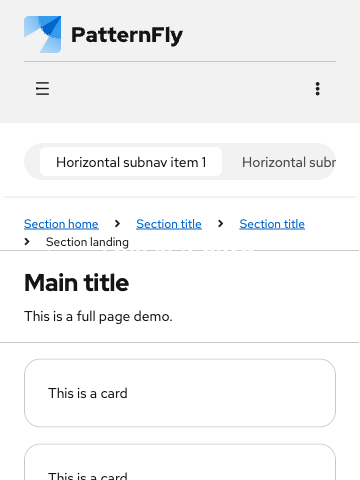 PatternFly
Horizontal subnav item 1
Horizontal subn
Section home
Section title
Section title
Section landing
Main title
This is a full page demo.
This is a card
This is a card